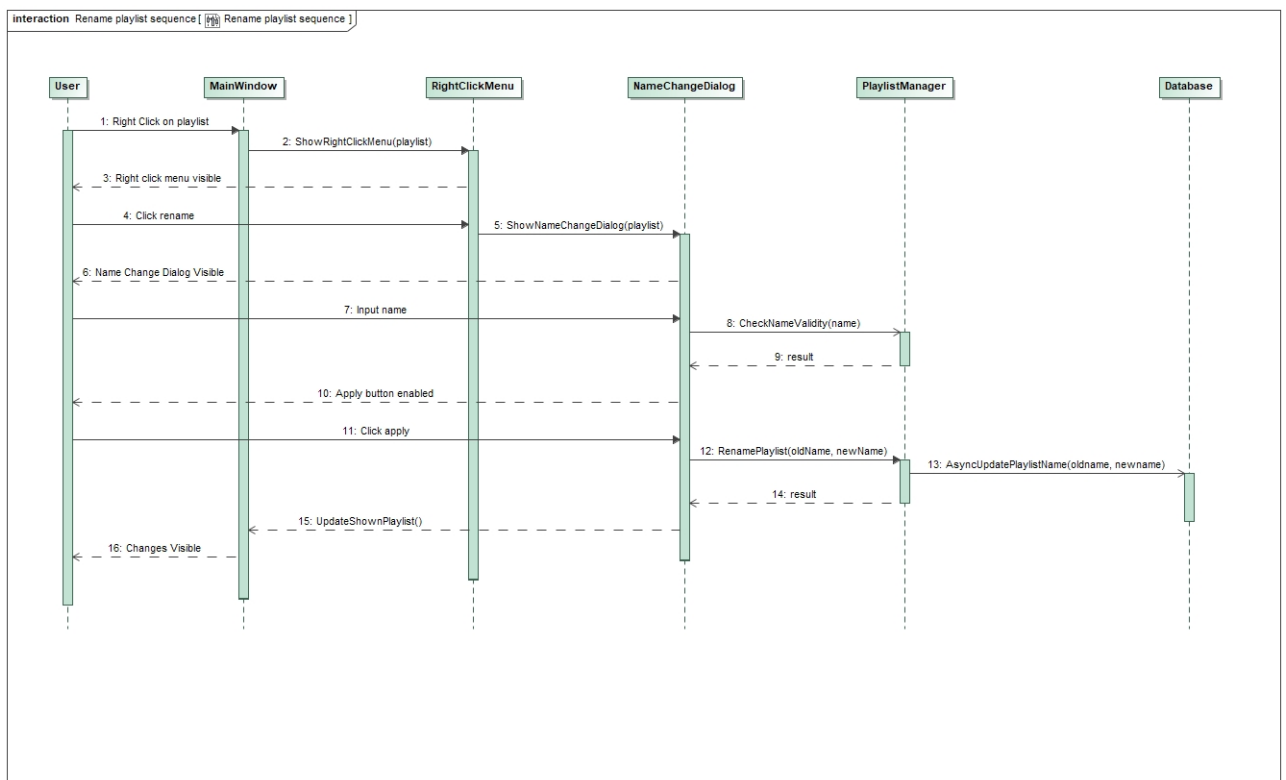 interaction Rename playlist sequence [ Rename playlist sequence ]
User MainWindow RightClickMenu NameChangeDialog PlaylistManager Database
1: Right Click on playlist
2: ShowRightClickMenu(playlist)
3: Right click menu visible
4: Click rename
5: ShowNameChangeDialog(playlist)
6: Name Change Dialog Visible
7: Input name
8: CheckNameValidity(name)
9: result
10: Apply button enabled
11: Click apply
12: RenamePlaylist(oldName, newName)
13: AsyncUpdatePlaylistName(oldname, newname)
14: result
15: UpdateShownPlaylist()
16: Changes Visible